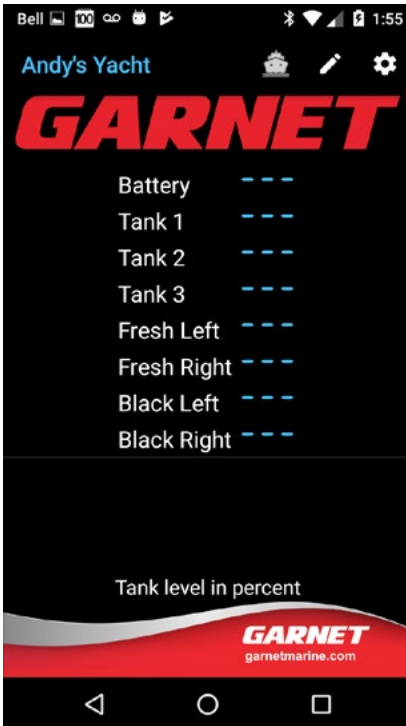 Bell 100 1:55
Andy's Yacht
GARNET
Battery ---
Tank 1 ---
Tank 2 ---
Tank 3 ---
Fresh Left ---
Fresh Right ---
Black Left ---
Black Right ---
Tank level in percent
GARNET
garnetmarine.com